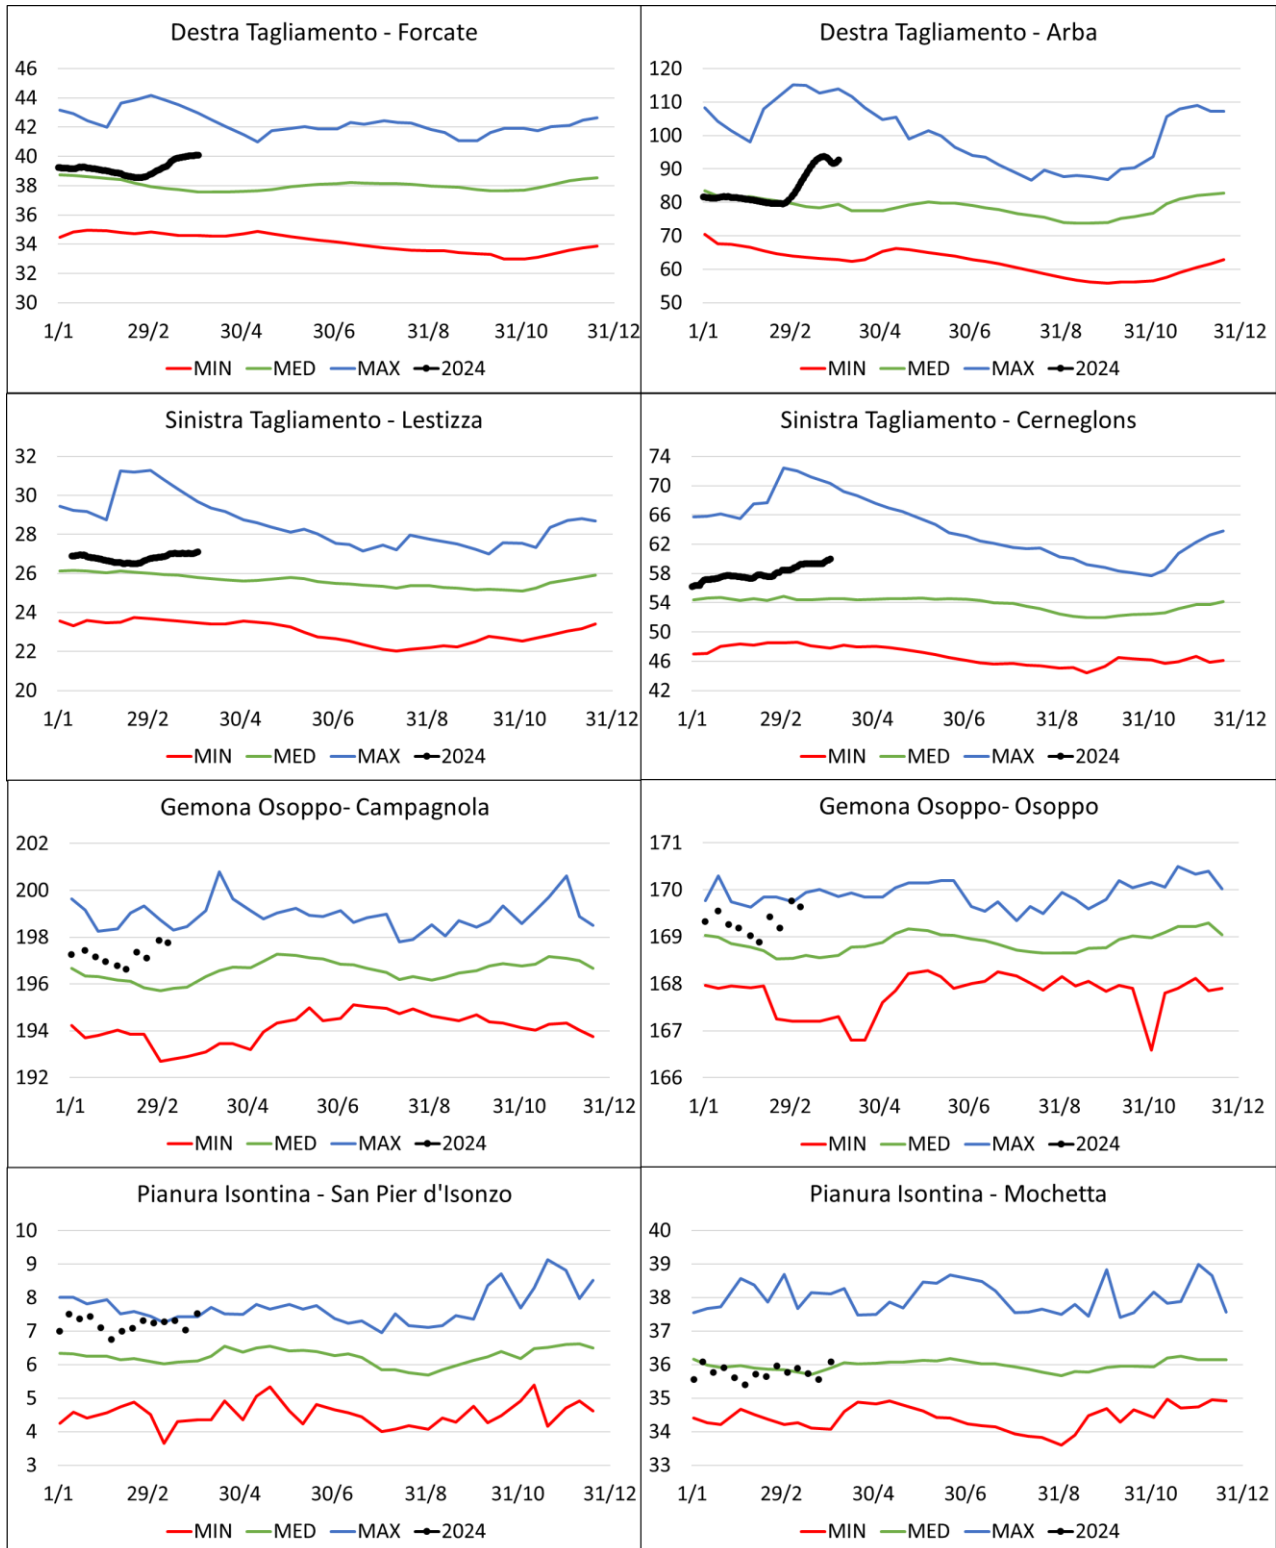 Destra Tagliamento - Forcate
46
44
42
40
38
36
34
32
30
1/1 29/2 30/4 30/6 31/8 31/10 31/12
MIN MED MAX 2024
Destra Tagliamento - Arba
120
110
100
90
80
70
60
50
1/1 29/2 30/4 30/6 31/8 31/10 31/12
MIN MED MAX 2024
Sinistra Tagliamento - Lestizza
32
30
28
26
24
22
20
1/1 29/2 30/4 30/6 31/8 31/10 31/12
MIN MED MAX 2024
Sinistra Tagliamento - Cerneglons
74
70
66
62
58
54
50
46
42
1/1 29/2 30/4 30/6 31/8 31/10 31/12
MIN MED MAX 2024
Gemona Osoppo- Campagnola
202
200
198
196
194
192
1/1 29/2 30/4 30/6 31/8 31/10 31/12
MIN MED MAX 2024
Gemona Osoppo- Osoppo
171
170
169
168
167
166
1/1 29/2 30/4 30/6 31/8 31/10 31/12
MIN MED MAX 2024
Pianura Isontina - San Pier d'Isonzo
10
9
8
7
6
5
4
3
1/1 29/2 30/4 30/6 31/8 31/10 31/12
MIN MED MAX 2024
Pianura Isontina - Mochetta
40
39
38
37
36
35
34
33
1/1 29/2 30/4 30/6 31/8 31/10 31/12
MIN MED MAX 2024